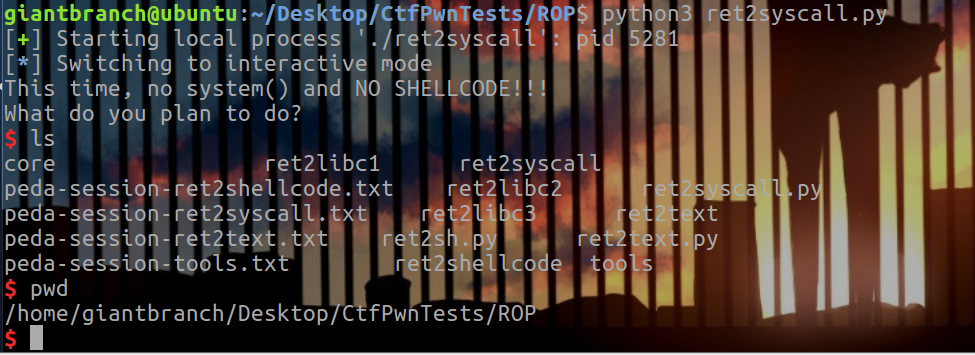 giantbranch@ubuntu:~/Desktop/CtfPwnTests/ROP$ python3 ret2syscall.py
[+] Starting local process './ret2syscall': pid 5281
[*] Switching to interactive mode
This time, no system() and NO SHELLCODE!!!
What do you plan to do?
$ ls
core                 ret2libc1      ret2syscall
peda-session-ret2shellcode.txt    ret2libc2      ret2syscall.py
peda-session-ret2syscall.txt    ret2libc3      ret2text
peda-session-ret2text.txt    ret2sh.py      ret2text.py
peda-session-tools.txt        ret2shellcode  tools
$ pwd
/home/giantbranch/Desktop/CtfPwnTests/ROP
$